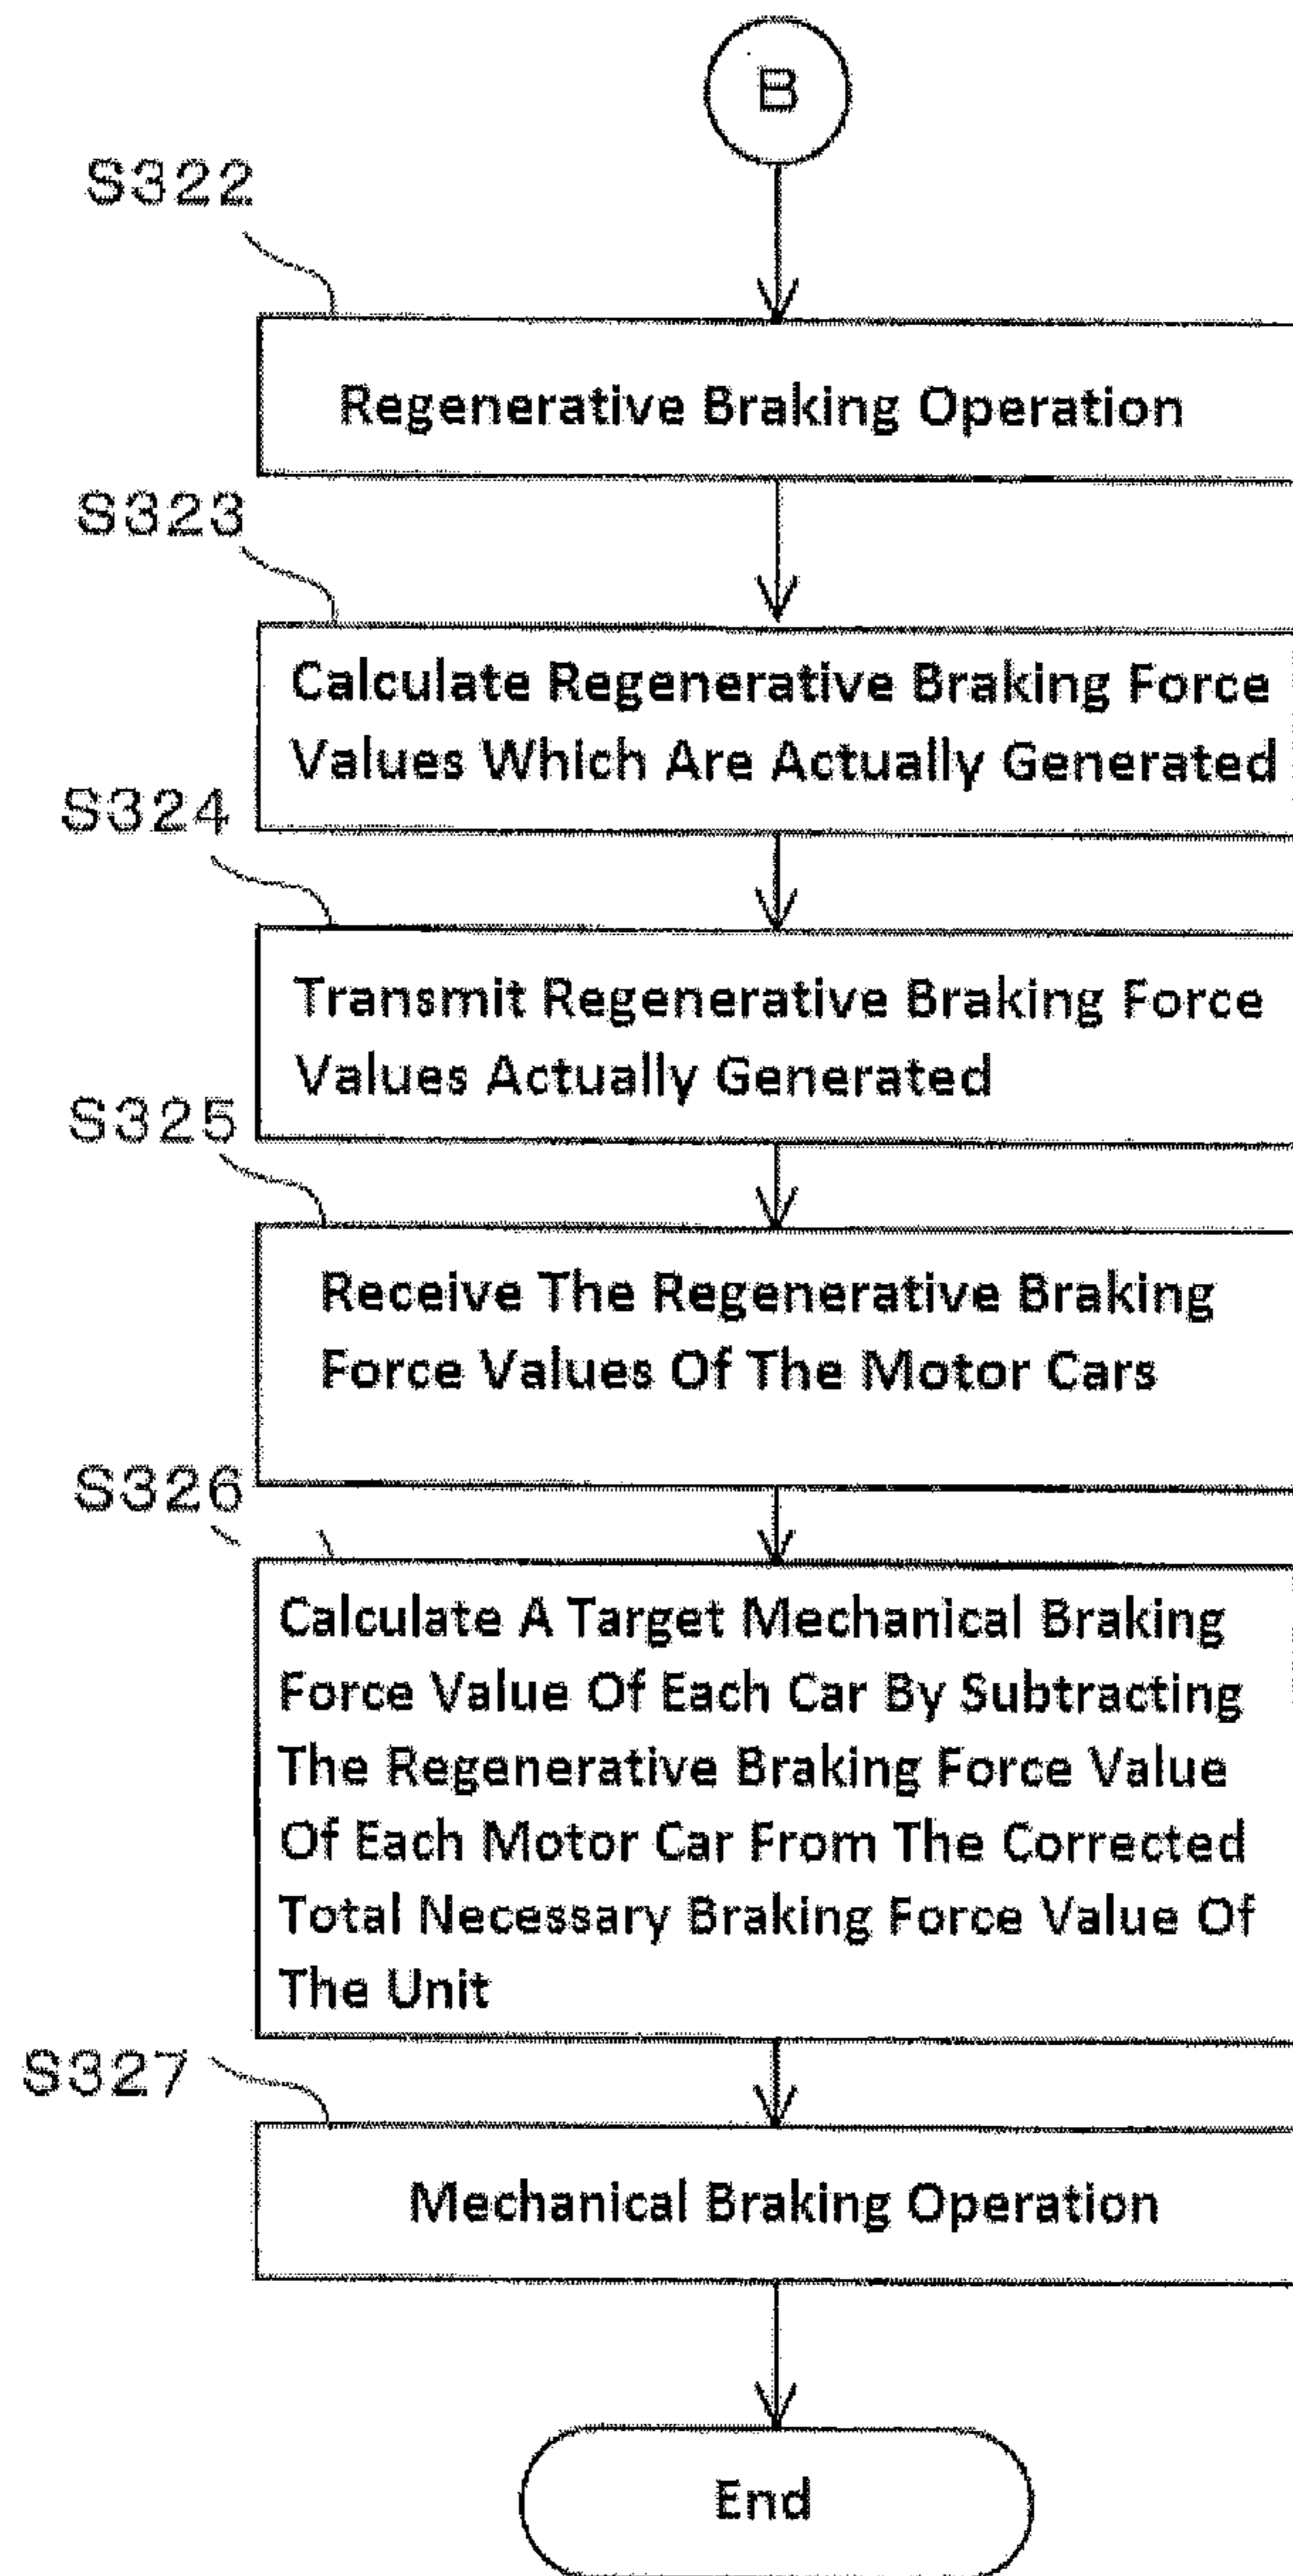 B
S322
Regenerative Braking Operation
S323
Calculate Regenerative Braking Force
Values Which Are Actually Generated
S324
Transmit Regenerative Braking Force
Values Actually Generated
S325
Receive The Regenerative Braking
Force Values Of The Motor Cars
S326
Calculate A Target Mechanical Braking
Force Value Of Each Car By Subtracting
The Regenerative Braking Force Value
Of Each Motor Car From The Corrected
Total Necessary Braking Force Value Of
The Unit
S327
Mechanical Braking Operation
End